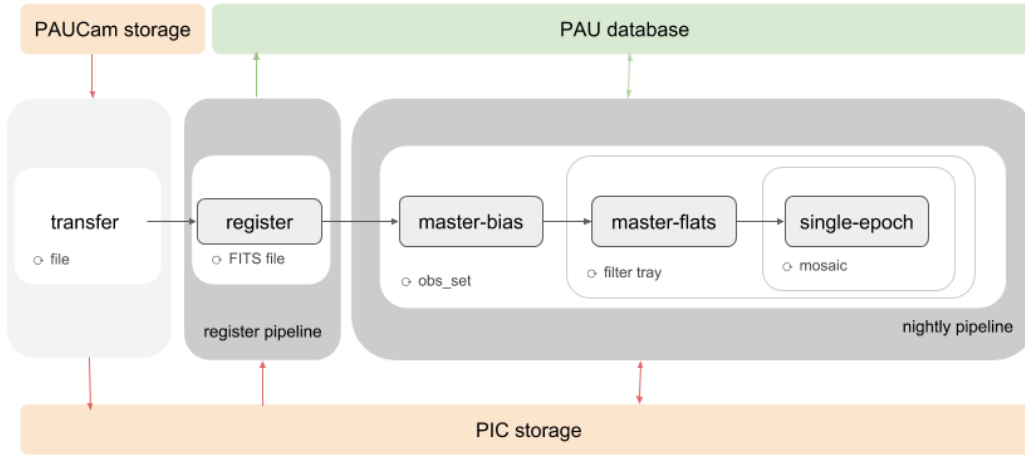 PAUCam storage
PAU database
transfer
file
register
FITS file
register pipeline
master-bias
obs_set
master-flats
filter tray
single-epoch
mosaic
nightly pipeline
PIC storage